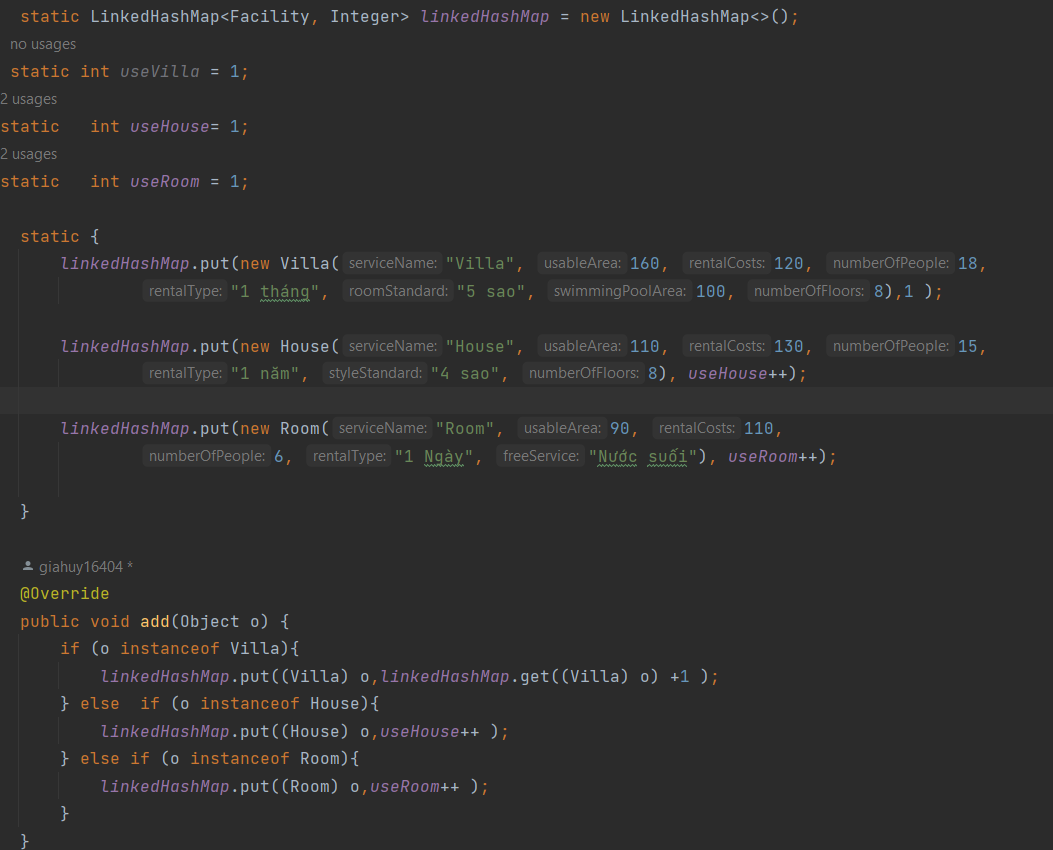 static LinkedHashMap<Facility, Integer> linkedHashMap = new LinkedHashMap<>();
no usages
static int useVilla = 1;
2 usages
static   int useHouse= 1;
2 usages
static   int useRoom = 1;
static {
linkedHashMap.put(new Villa( serviceName: "Villa",  usableArea: 160,  rentalCosts: 120,  numberOfPeople: 18,
rentalType: "1 tháng",  roomStandard: "5 sao",  swimmingPoolArea: 100,  numberOfFloors: 8),1 );
linkedHashMap.put(new House( serviceName: "House",  usableArea: 110,  rentalCosts: 130,  numberOfPeople: 15,
rentalType: "1 năm",  styleStandard: "4 sao",  numberOfFloors: 8), useHouse++);
linkedHashMap.put(new Room( serviceName: "Room",  usableArea: 90,  rentalCosts: 110,
numberOfPeople: 6,  rentalType: "1 Ngày",  freeService: "Nước suối"), useRoom++);
}
giahuy16404 *
@Override
public void add(Object o) {
if (o instanceof Villa){
linkedHashMap.put((Villa) o,linkedHashMap.get((Villa) o) +1 );
} else  if (o instanceof House){
linkedHashMap.put((House) o,useHouse++ );
} else if (o instanceof Room){
linkedHashMap.put((Room) o,useRoom++ );
}
}